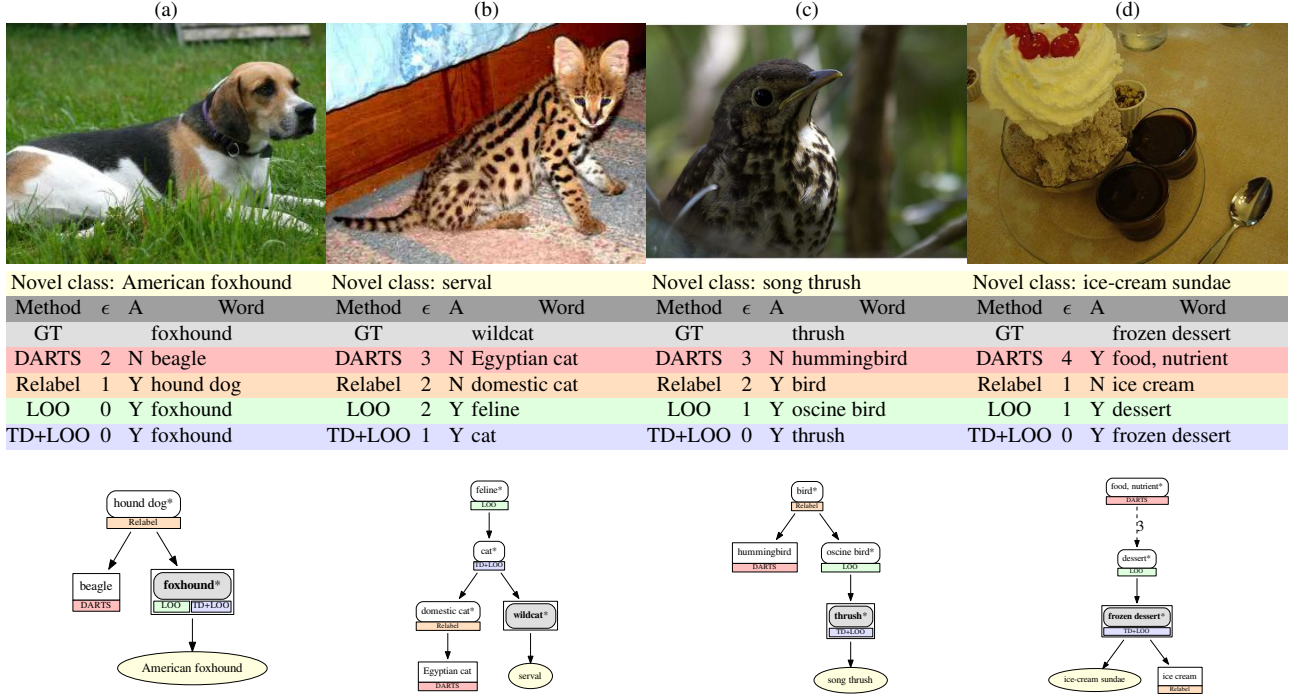 (a) (b) (c) (d)
Novel class: American foxhound Novel class: serval Novel class: song thrush Novel class: ice-cream sundae
Method ϵ A Word Method ϵ A Word Method ϵ A Word Method ϵ A Word
GT foxhound GT wildcat GT thrush GT frozen dessert
DARTS 2 N beagle DARTS 3 N Egyptian cat DARTS 3 N hummingbird DARTS 4 Y food, nutrient
Relabel 1 Y hound dog Relabel 2 N domestic cat Relabel 2 Y bird Relabel 1 N ice cream
LOO 0 Y foxhound LOO 2 Y feline LOO 1 Y oscine bird LOO 1 Y dessert
TD+LOO 0 Y foxhound TD+LOO 1 Y cat TD+LOO 0 Y thrush TD+LOO 0 Y frozen dessert
hound dog*
Relabel
beagle
DARTS
foxhound*
LOO TD+LOO
American foxhound
feline*
LOO
cat*
TD+LOO
domestic cat*
Relabel
wildcat*
Egyptian cat
DARTS
serval
bird*
Relabel
hummingbird
DARTS
oscine bird*
LOO
thrush*
TD+LOO
song thrush
food, nutrient*
DARTS
3
dessert*
LOO
frozen dessert*
TD+LOO
ice-cream sundae
ice cream
Relabel